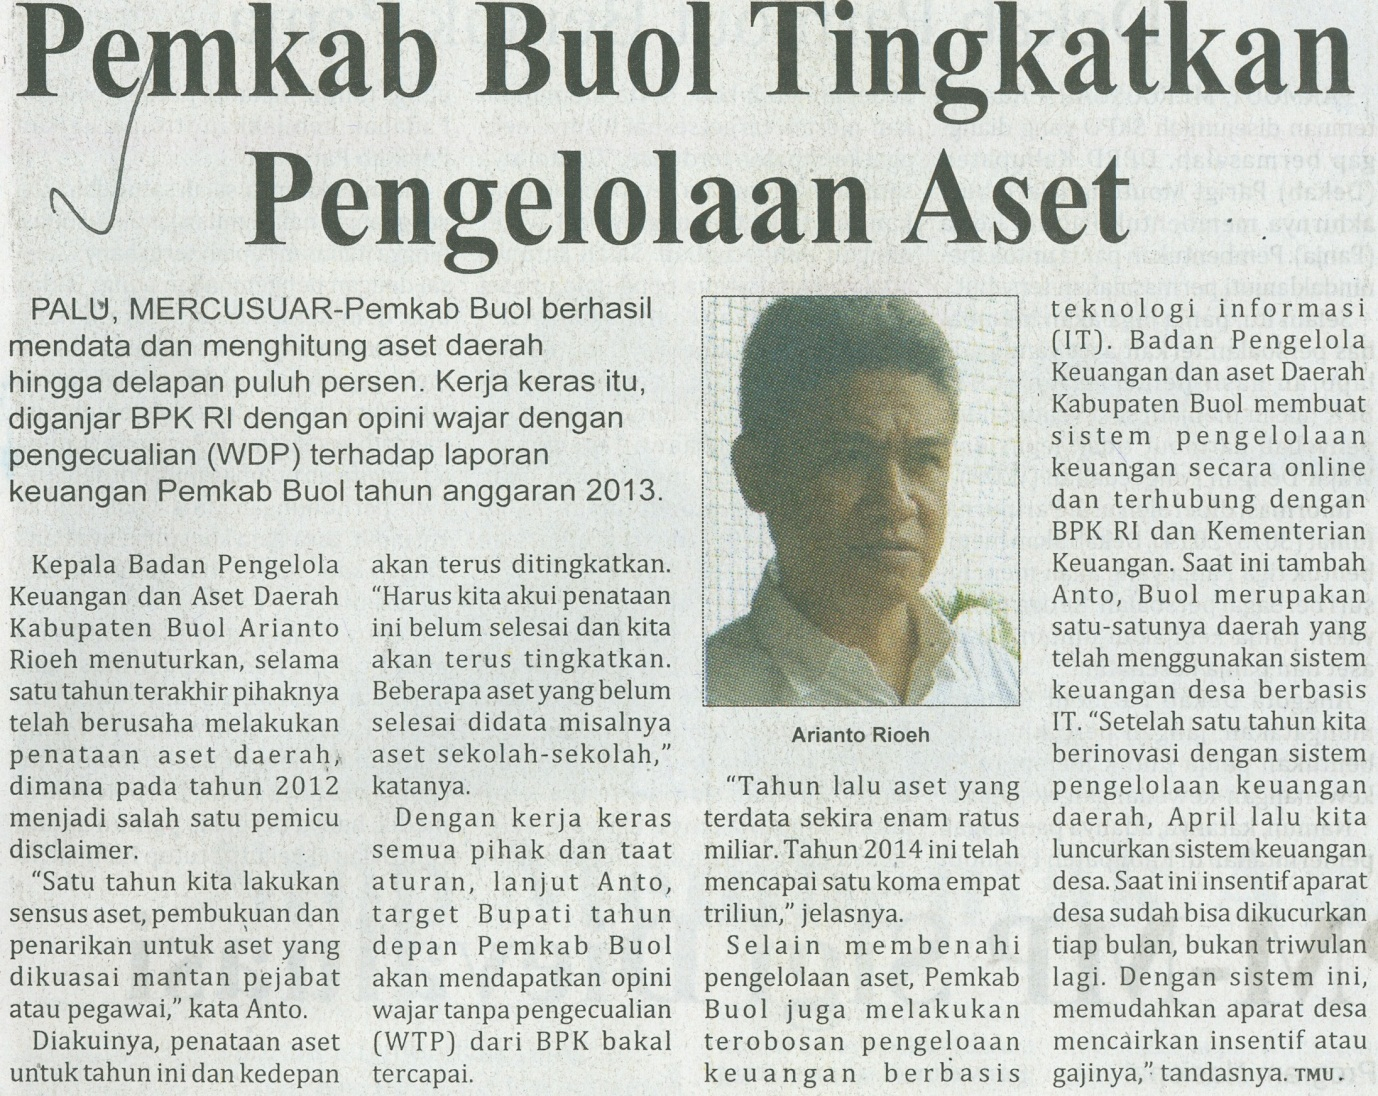 Pemkab Buol Tingkatkan
Pengelolaan Aset
PALU, MERCUSUAR-Pemkab Buol berhasil
mendata dan menghitung aset daerah
hingga delapan puluh persen. Kerja keras itu,
diganjar BPK RI dengan opini wajar dengan
pengecualian (WDP) terhadap laporan
keuangan Pemkab Buol tahun anggaran 2013.
Kepala Badan Pengelola
Keuangan dan Aset Daerah
Kabupaten Buol Arianto
Rioeh menuturkan, selama
satu tahun terakhir pihaknya
telah berusaha melakukan
penataan aset daerah,
dimana pada tahun 2012
menjadi salah satu pemicu
disclaimer.
“Satu tahun kita lakukan
sensus aset, pembukuan dan
penarikan untuk aset yang
dikuasai mantan pejabat
atau pegawai,” kata Anto.
Diakuinya, penataan aset
untuk tahun ini dan kedepan
akan terus ditingkatkan.
“Harus kita akui penataan
ini belum selesai dan kita
akan terus tingkatkan.
Beberapa aset yang belum
selesai didata misalnya
aset sekolah-sekolah,”
katanya.
Dengan kerja keras
semua pihak dan taat
aturan, lanjut Anto,
target Bupati tahun
depan Pemkab Buol
akan mendapatkan opini
wajar tanpa pengecualian
(WTP) dari BPK bakal
tercapai.
Arianto Rioeh
“Tahun lalu aset yang
terdata sekira enam ratus
miliar. Tahun 2014 ini telah
mencapai satu koma empat
triliun,” jelasnya.
Selain membenahi
pengelolaan aset, Pemkab
Buol juga melakukan
terobosan pengeloaan
keuangan berbasis
teknologi informasi
(IT). Badan Pengelola
Keuangan dan aset Daerah
Kabupaten Buol membuat
sistem pengelolaan
keuangan secara online
dan terhubung dengan
BPK RI dan Kementerian
Keuangan. Saat ini tambah
Anto, Buol merupakan
satu-satunya daerah yang
telah menggunakan sistem
keuangan desa berbasis
IT. “Setelah satu tahun kita
berinovasi dengan sistem
pengelolaan keuangan
daerah, April lalu kita
luncurkan sistem keuangan
desa. Saat ini insentif aparat
desa sudah bisa dikucurkan
tiap bulan, bukan triwulan
lagi. Dengan sistem ini,
memudahkan aparat desa
mencairkan insentif atau
gajinya,” tandasnya. TMU.